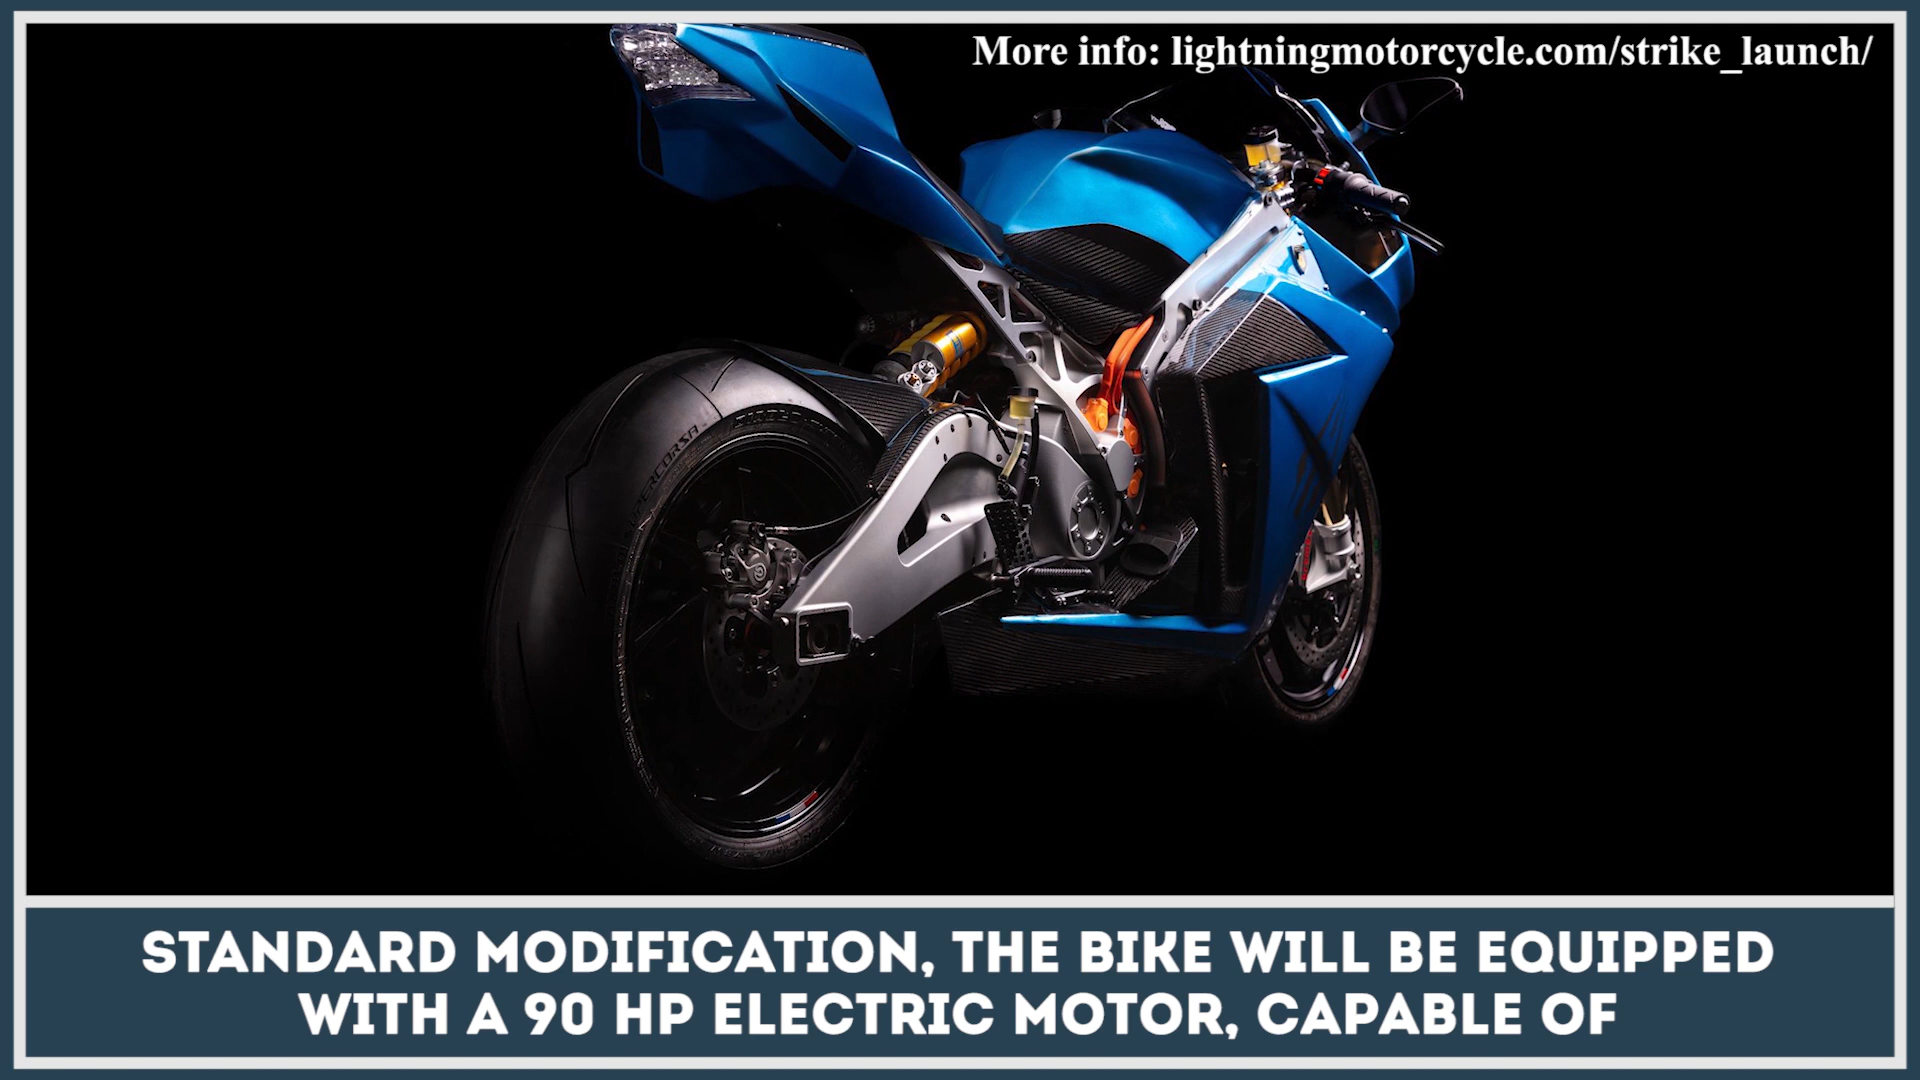 More info: lightningmotorcycle.com/strike_launch/
STANDARD MODIFICATION, THE BIKE WILL BE EQUIPPED
WITH A 90 HP ELECTRIC MOTOR, CAPABLE OF